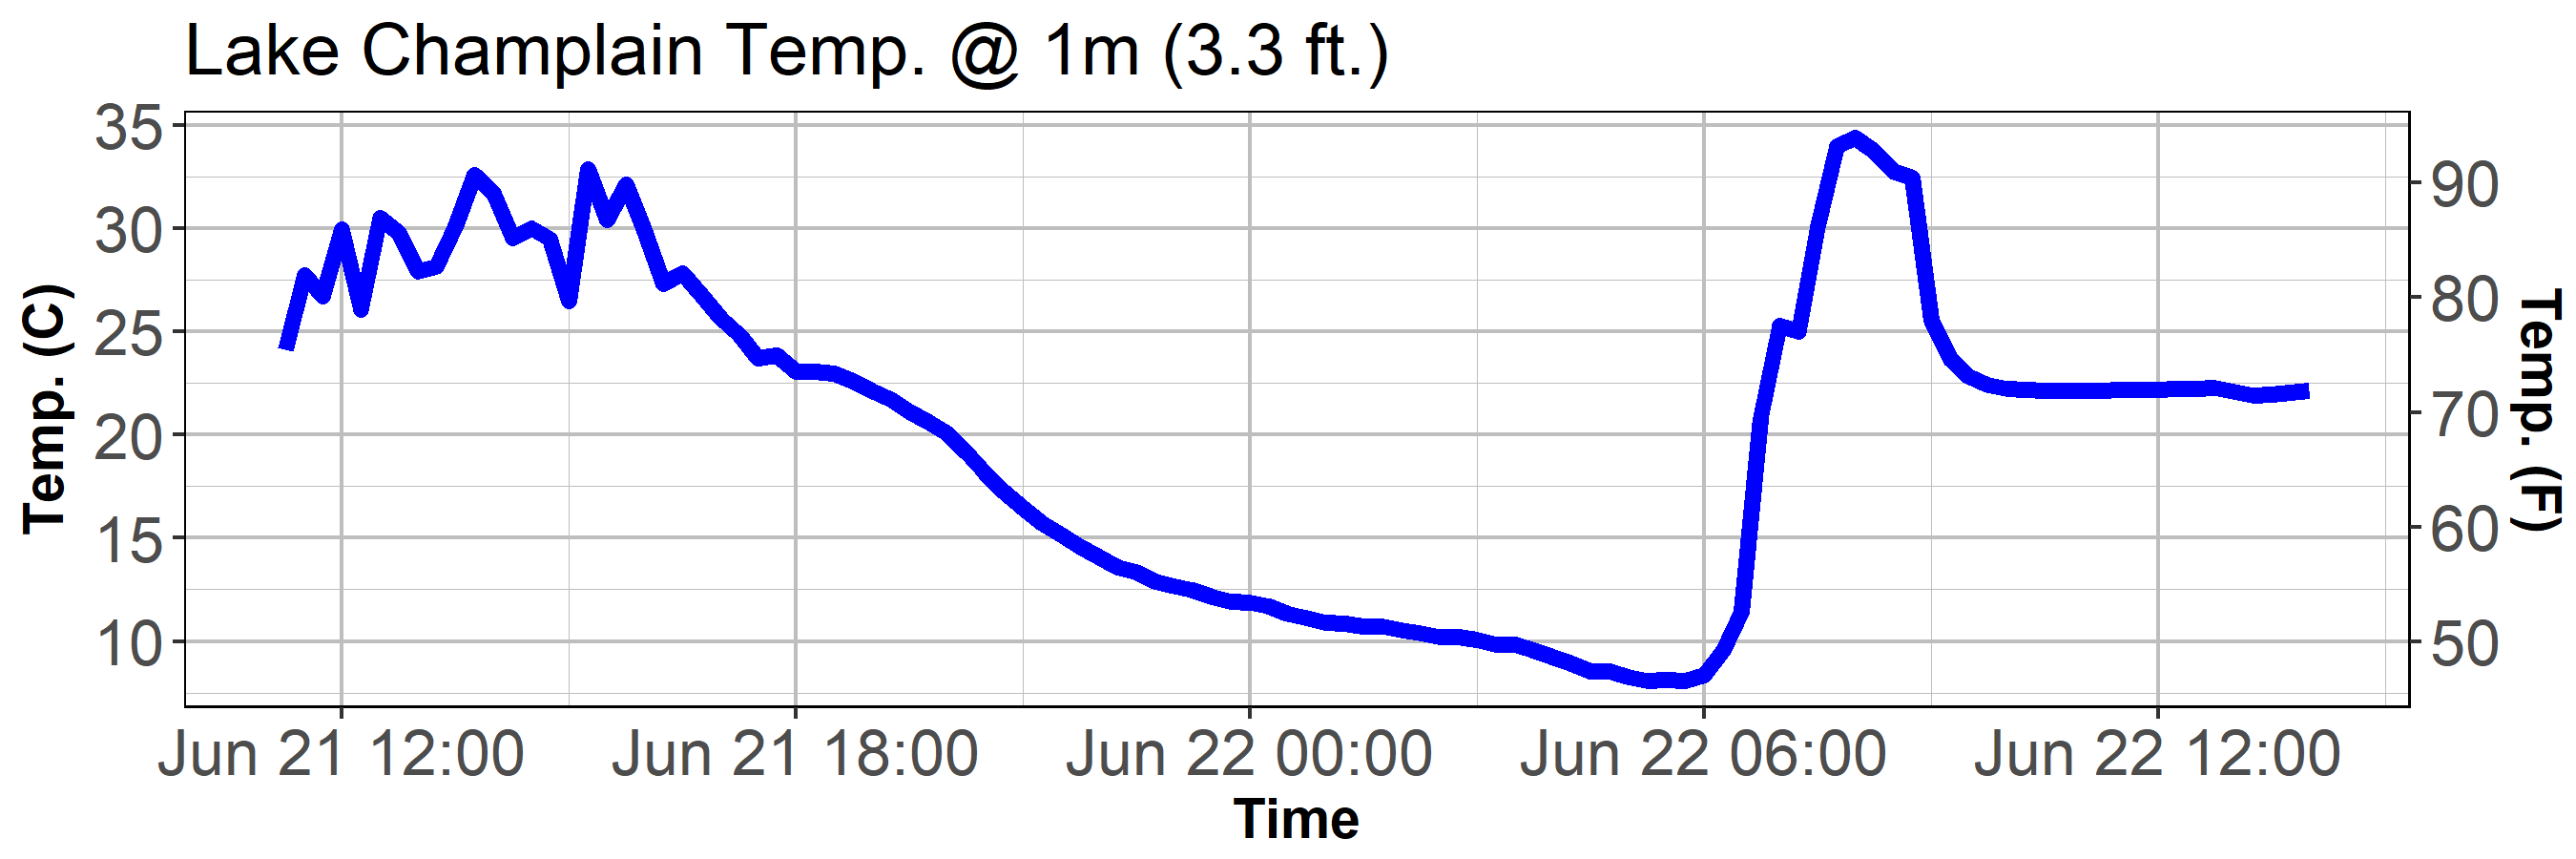 Lake Champlain Temp. @ 1m (3.3 ft.)
Temp. (C)
35
30
25
20
15
10
90
80
70
60
50
Temp. (F)
Jun 21 12:00
Jun 21 18:00
Jun 22 00:00
Jun 22 06:00
Jun 22 12:00
Time